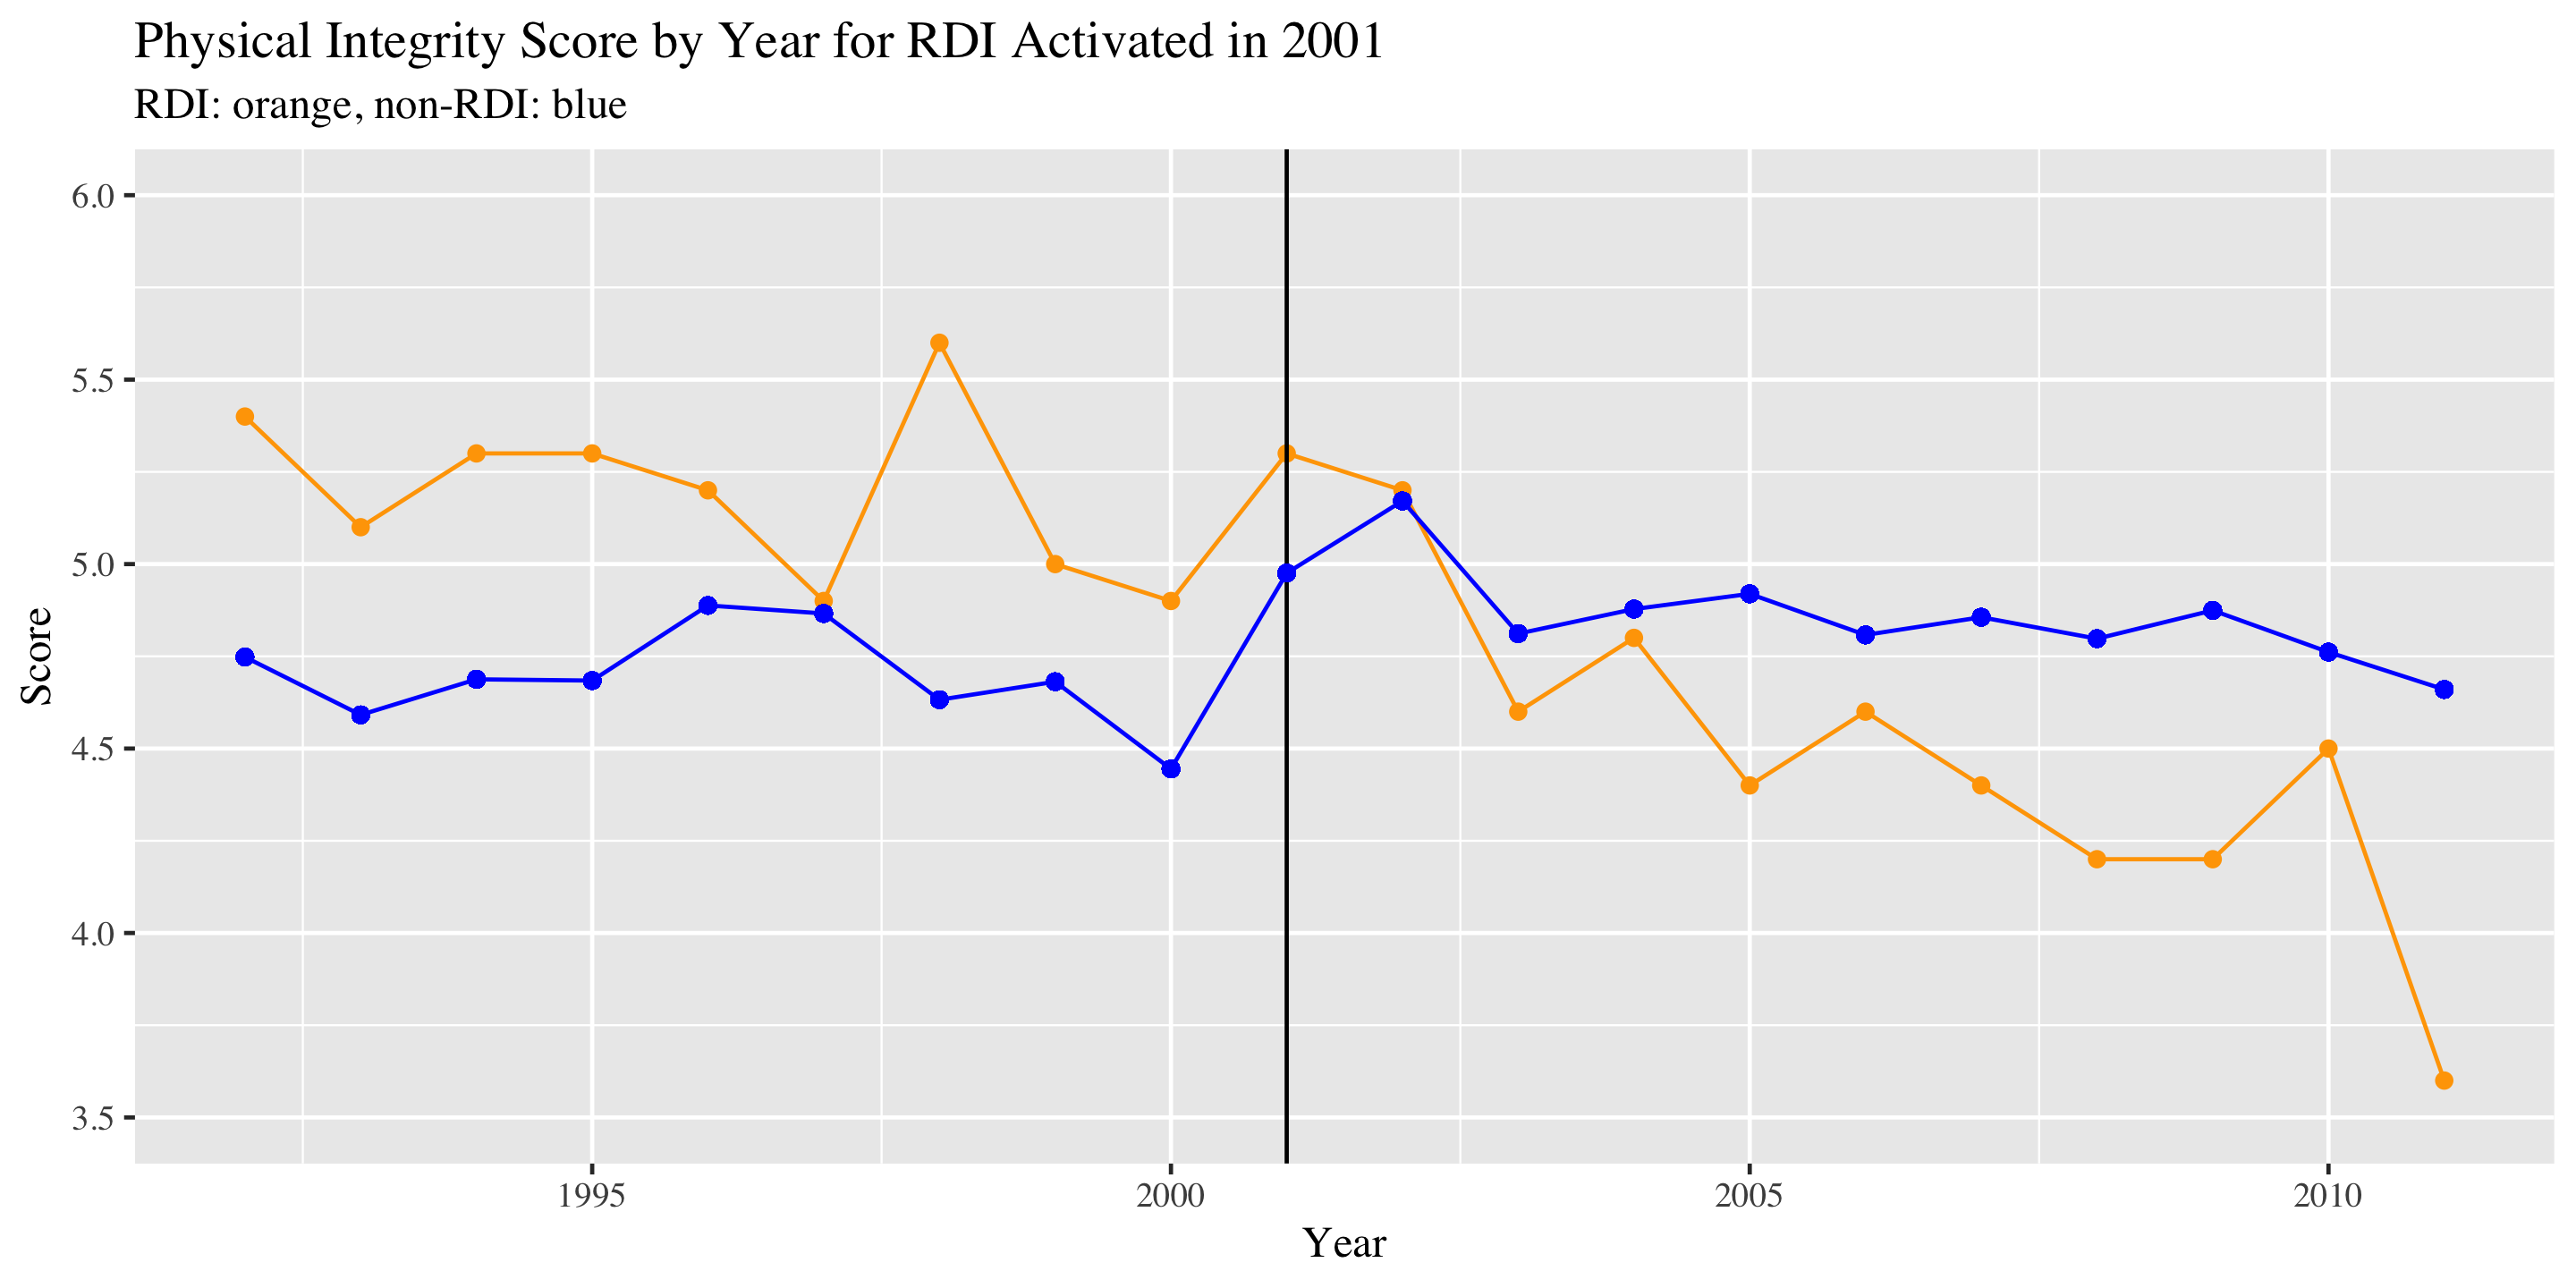 Physical Integrity Score by Year for RDI Activated in 2001
RDI: orange, non-RDI: blue
6.0
5.5
5.0
4.5
4.0
3.5
Score
1995 2000 2005 2010
Year